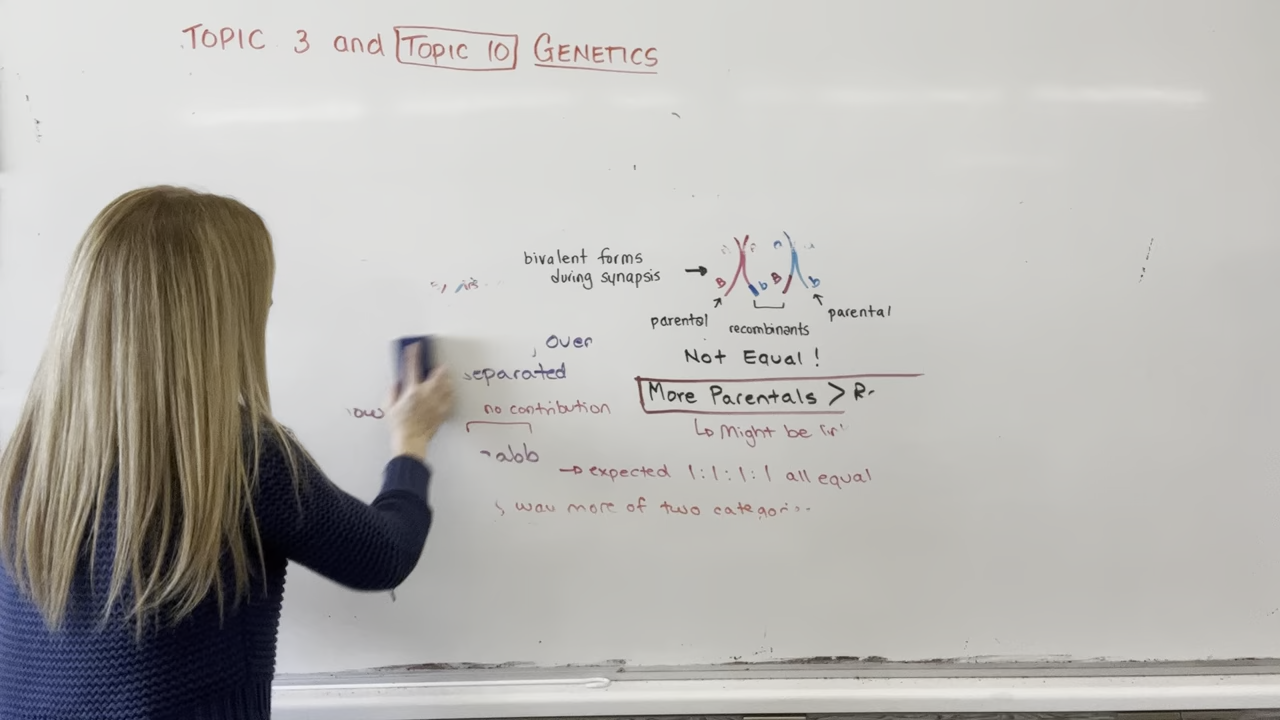 TOPIC 3 and Topic 10 GENETICS
bivalent forms
during synapsis →
B b B b
parental
recombinants
parental
Over
Not Equal !
separated
More Parentals >
no contribution
Might be
abb
→ expected 1:1:1:1 all equal
way more of two